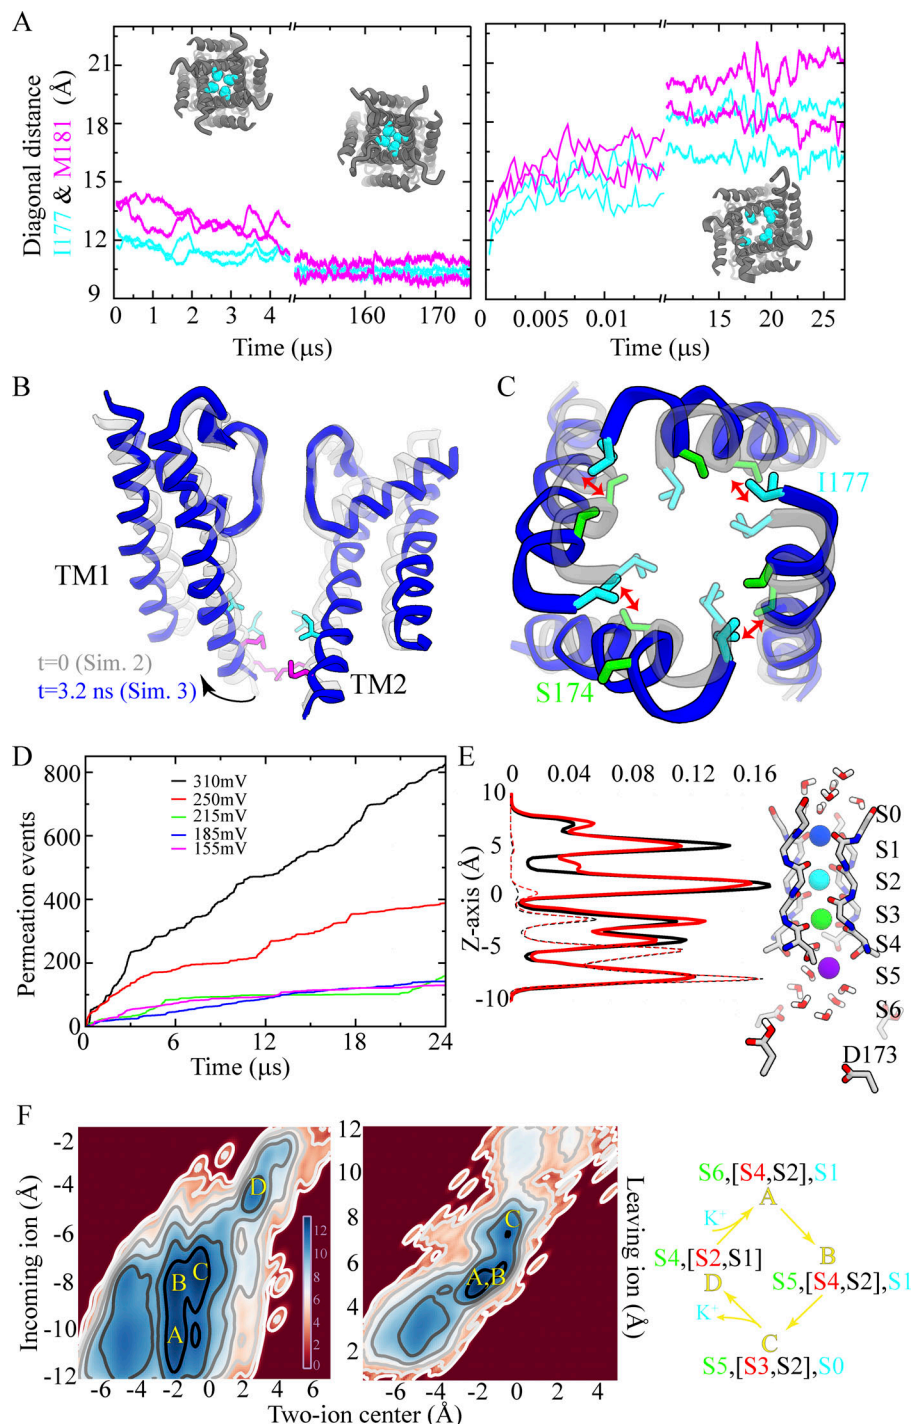 A
Diagonal distance
I177 & M181 (Å)
21
18
15
12
9
0
1
2
3
4
160
170
Time (μs)
0
0.005
0.01
15
20
25
Time (μs)
B
TM1
TM2
t=0 (Sim. 2)
t=3.2 ns (Sim. 3)
C
I177
S174
D
Permeation events
800
600
400
200
0
310mV
250mV
215mV
185mV
155mV
0
6
12
18
24
Time (μs)
E
0
0.04
0.08
0.12
0.16
Z-axis (Å)
10
5
0
-5
-10
S0
S1
S2
S3
S4
S5
S6
D173
F
Incoming ion (Å)
-2
-4
-6
-8
-10
-12
D
B
C
A
12
10
8
6
4
2
0
-6
-4
-2
0
2
4
6
12
10
8
6
4
2
C
A,B
Leaving ion (Å)
-6
-4
-2
0
2
4
Two-ion center (Å)
S6,[S4,S2],S1
A
K+
S4,[S2,S1]
B
D
S5,[S4,S2],S1
K+
C
S5,[S3,S2],S0